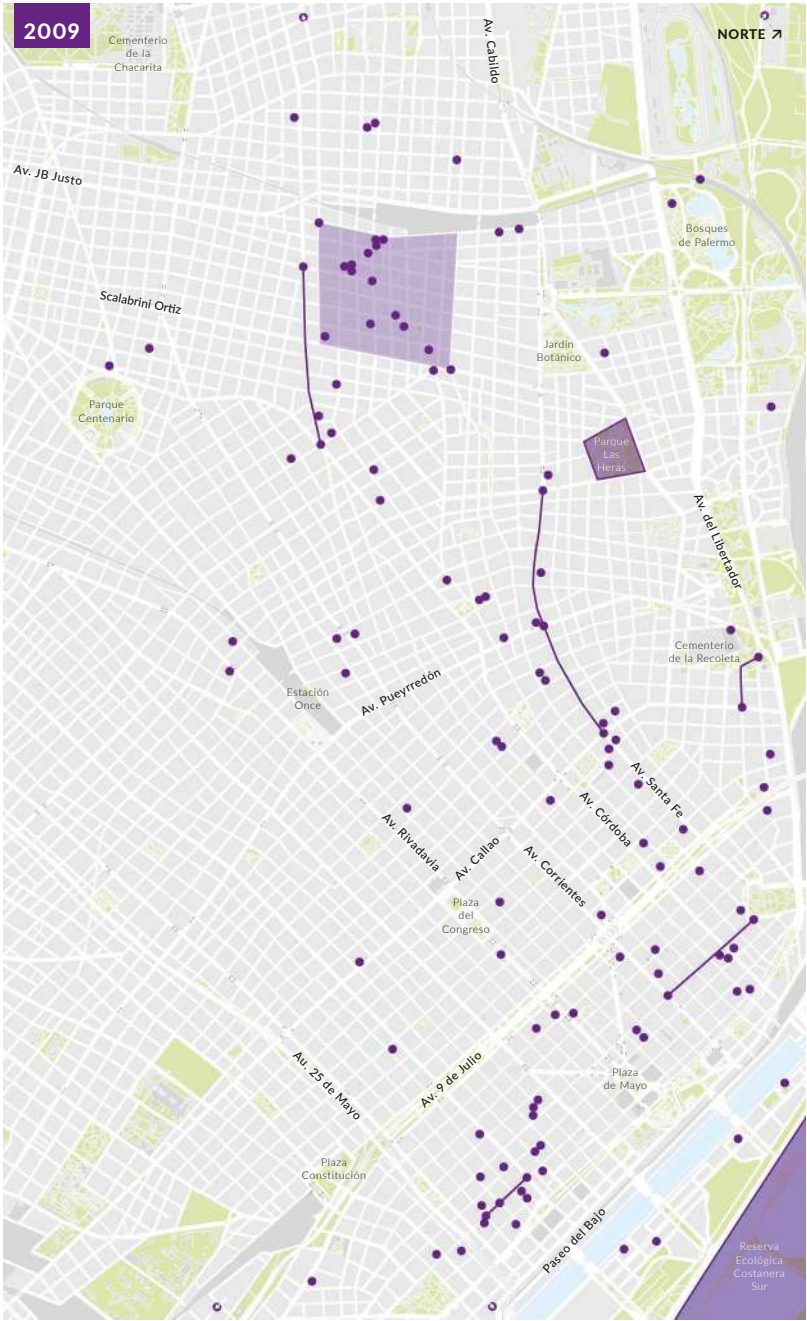 2009
Cementerio
de la
Chacarita
Av. Cabildo
NORTE ↗
Av. JB Justo
Bosques
de Palermo
Scalabrini Ortiz
Jardín
Botánico
Parque
Centenario
Parque
Las
Heras
Av. del Libertador
Cementerio
de la Recoleta
Estación
Once
Av. Pueyrredón
Av. Santa Fe
Av. Córdoba
Av. Rivadavia
Av. Callao
Av. Corrientes
Plaza
del
Congreso
Au. 25 de Mayo
Av. 9 de Julio
Plaza
de Mayo
Plaza
Constitución
Paseo del Bajo
Reserva
Ecológica
Costanera
Sur